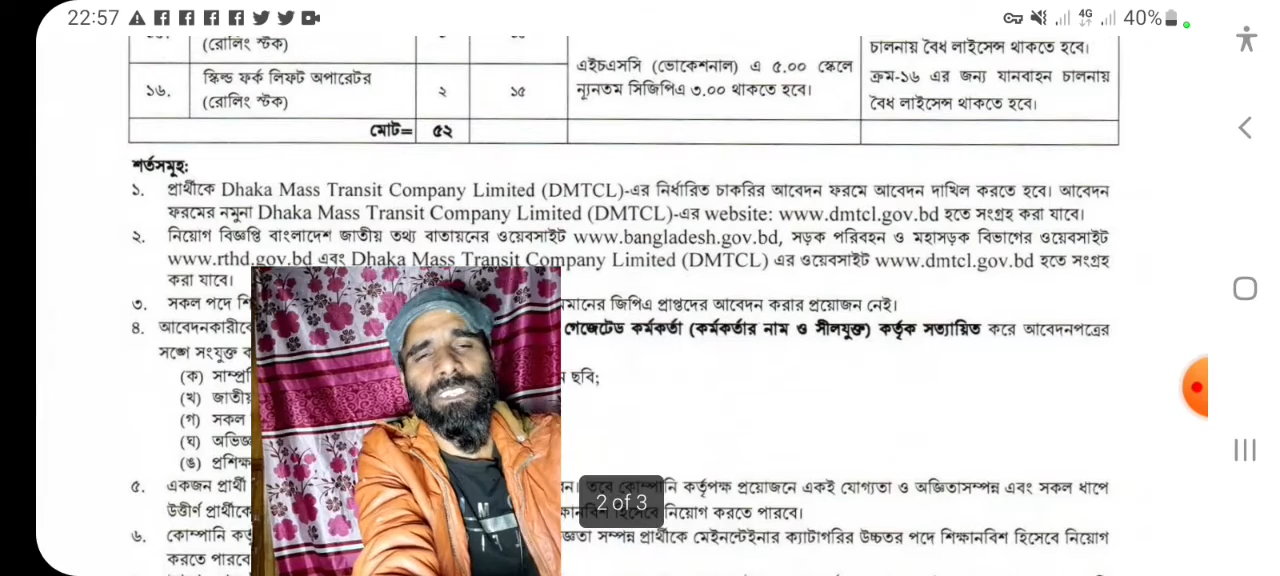 22:57
4G
40%
(রোলিং স্টক)
চালনায় বৈধ লাইসেন্স থাকতে হবে।
১৬.
স্কিল্ড ফর্ক লিফট অপারেটর
(রোলিং স্টক)
২
১৫
এইচএসসি (ভোকেশনাল) এ ৫.০০ স্কেলে
ন্যূনতম সিজিপিএ ৩.০০ থাকতে হবে।
ক্রম-১৬ এর জন্য যানবাহন চালনায়
বৈধ লাইসেন্স থাকতে হবে।
মোট= ৫২
শর্তসমূহ:
১. প্রার্থীকে Dhaka Mass Transit Company Limited (DMTCL)-এর নির্ধারিত চাকরির আবেদন ফরমে আবেদন দাখিল করতে হবে। আবেদন
ফরমের নমুনা Dhaka Mass Transit Company Limited (DMTCL)-এর website: www.dmtcl.gov.bd হতে সংগ্রহ করা যাবে।
২. নিয়োগ বিজ্ঞপ্তি বাংলাদেশ জাতীয় তথ্য বাতায়নের ওয়েবসাইট www.bangladesh.gov.bd, সড়ক পরিবহন ও মহাসড়ক বিভাগের ওয়েবসাইট
www.rthd.gov.bd এবং Dhaka Mass Transit Company Limited (DMTCL) এর ওয়েবসাইট www.dmtcl.gov.bd হতে সংগ্রহ
করা যাবে।
৩. সকল পদে জিপিএ প্রাপ্তদের আবেদন করার প্রয়োজন নেই।
৪. গেজেটেড কর্মকর্তা (কর্মকর্তার নাম ও সীলযুক্ত) কর্তৃক সত্যায়িত করে আবেদনপত্রের
সঙ্গে সংযুক্ত
(ক) ছবি;
(খ)
(গ) সকল
(ঘ)
(ঙ)
৫. একজন প্রার্থী তবে কোম্পানি কর্তৃপক্ষ প্রয়োজনে একই যোগ্যতা ও অজ্ঞিতাসম্পন্ন এবং সকল ধাপে
উত্তীর্ণ প্রার্থীকে হিসেবে নিয়োগ করতে পারবে।
2 of 3
৬. কোম্পানি সম্পন্ন প্রার্থীকে মেইনটেইনার ক্যাটাগরির উচ্চতর পদে শিক্ষানবিশ হিসেবে নিয়োগ
করতে পারবে